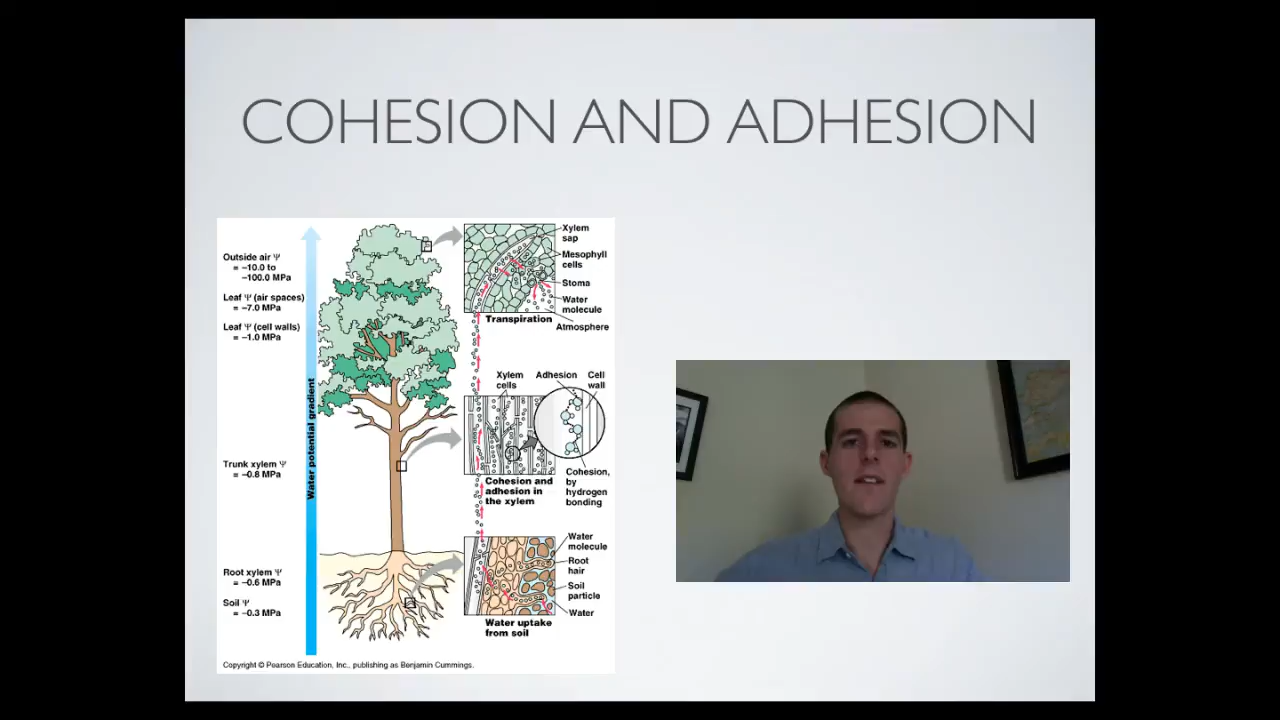 COHESION AND ADHESION
Outside air Ψ
= –10.0 to
–100.0 MPa
Leaf Ψ (air spaces)
= –7.0 MPa
Leaf Ψ (cell walls)
= –1.0 MPa
Water potential gradient
Trunk xylem Ψ
= –0.8 MPa
Root xylem Ψ
= –0.6 MPa
Soil Ψ
= –0.3 MPa
Xylem
sap
Mesophyll
cells
Stoma
Water
molecule
Transpiration
Atmosphere
Xylem
cells
Adhesion
Cell
wall
Cohesion and
adhesion in
the xylem
Cohesion,
by
hydrogen
bonding
Water
molecule
Root
hair
Soil
particle
Water
Water uptake
from soil
Copyright © Pearson Education, Inc., publishing as Benjamin Cummings.